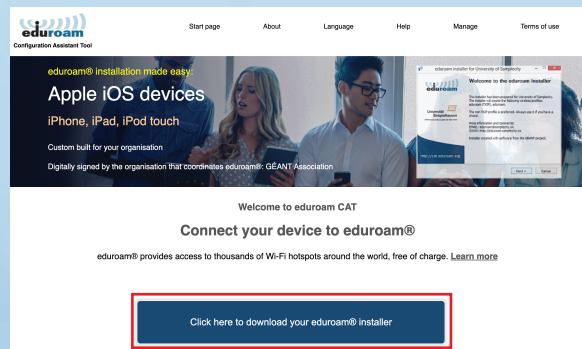 eduroam
Configuration Assistant Tool
Start page
About
Language
Help
Manage
Terms of use
eduroam® installation made easy:
Apple iOS devices
iPhone, iPad, iPod touch
Custom built for your organisation
Digitally signed by the organisation that coordinates eduroam®: GÉANT Association
eduroam installer for University of Samplecity
eduroam
Welcome to the eduroam Installer
Next >
Cancel
Welcome to eduroam CAT
Connect your device to eduroam®
eduroam® provides access to thousands of Wi-Fi hotspots around the world, free of charge. Learn more
Click here to download your eduroam® installer